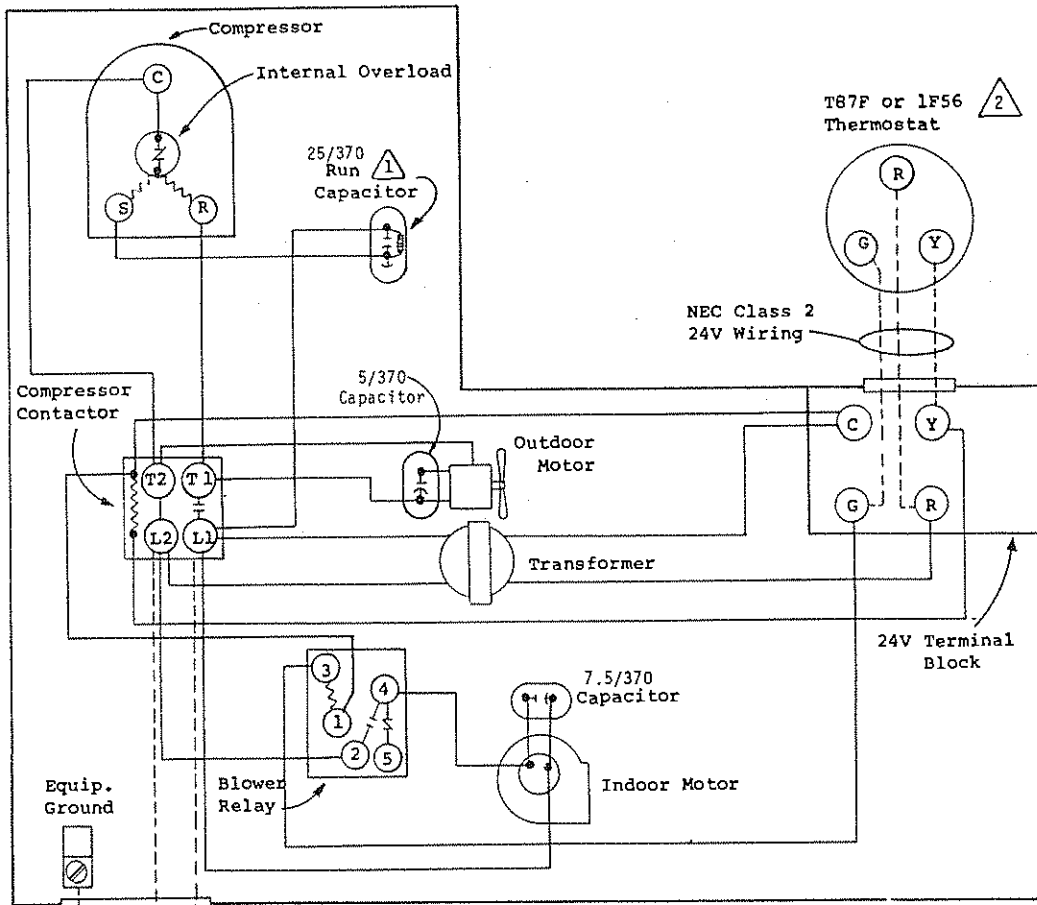 Compressor
C
Internal Overload
S
R
25/370
Run 1
Capacitor
T87F or 1F56 2
Thermostat
R
G
Y
NEC Class 2
24V Wiring
5/370
Capacitor
Compressor
Contactor
Outdoor
Motor
C
Y
T2
T1
L2
L1
G
R
Transformer
24V Terminal
Block
3
4
1
2
5
7.5/370
Capacitor
Blower
Relay
Indoor Motor
Equip.
Ground